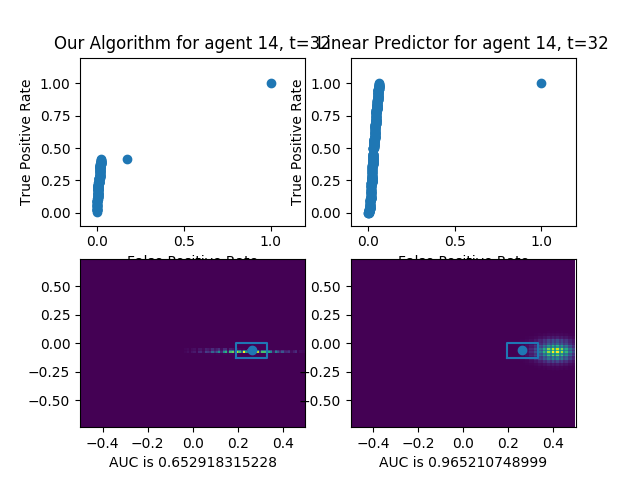 Our Algorithm for agent 14, t=32
Linear Predictor for agent 14, t=32
True Positive Rate
1.00
0.75
0.50
0.25
0.00
0.0 0.5 1.0
False Positive Rate
True Positive Rate
1.00
0.75
0.50
0.25
0.00
0.0 0.5 1.0
False Positive Rate
0.50
0.25
0.00
−0.25
−0.50
−0.4 −0.2 0.0 0.2 0.4
AUC is 0.652918315228
0.50
0.25
0.00
−0.25
−0.50
−0.4 −0.2 0.0 0.2 0.4
AUC is 0.965210748999